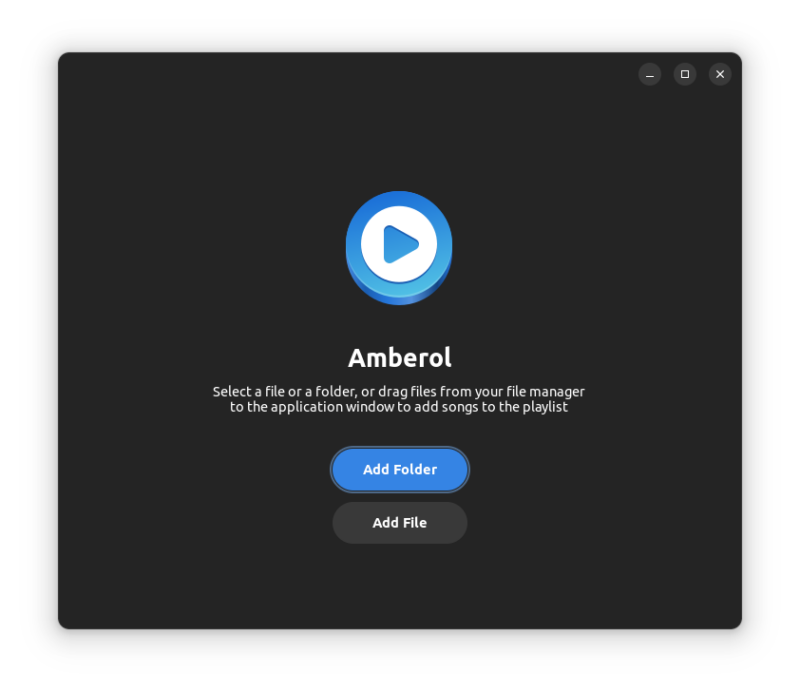 Amberol
Select a file or a folder, or drag files from your file manager
to the application window to add songs to the playlist
Add Folder
Add File